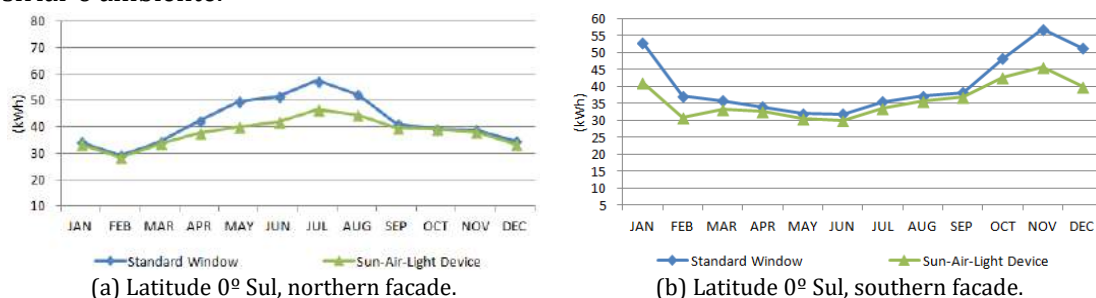 o ambiente.
80
70
60
50
40
30
20
10
(kWh)
JAN FEB MAR APR MAY JUN JUL AUG SEP OCT NOV DEC
Standard Window Sun-Air-Light Device
(a) Latitude 0º Sul, northern facade.
60
55
50
45
40
35
30
25
20
15
10
5
(kWh)
JAN FEB MAR APR MAY JUN JUL AUG SEP OCT NOV DEC
Standard Window Sun-Air-Light Device
(b) Latitude 0º Sul, southern facade.